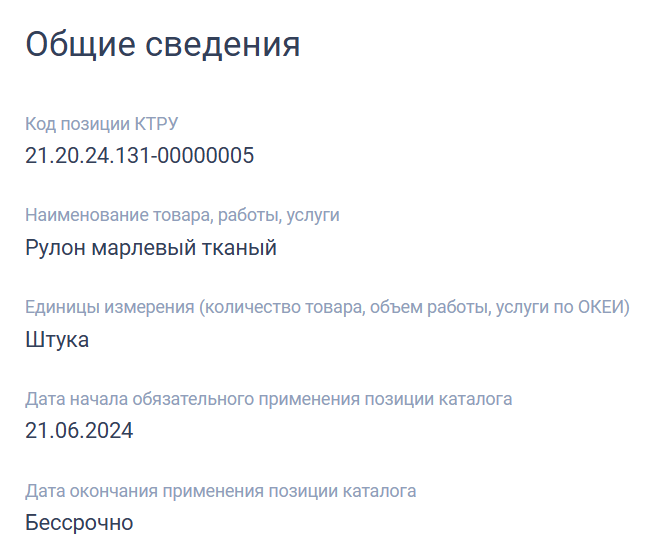 Общие сведения
Код позиции КТРУ
21.20.24.131-00000005
Наименование товара, работы, услуги
Рулон марлевый тканый
Единицы измерения (количество товара, объем работы, услуги по ОКЕИ)
Штука
Дата начала обязательного применения позиции каталога
21.06.2024
Дата окончания применения позиции каталога
Бессрочно